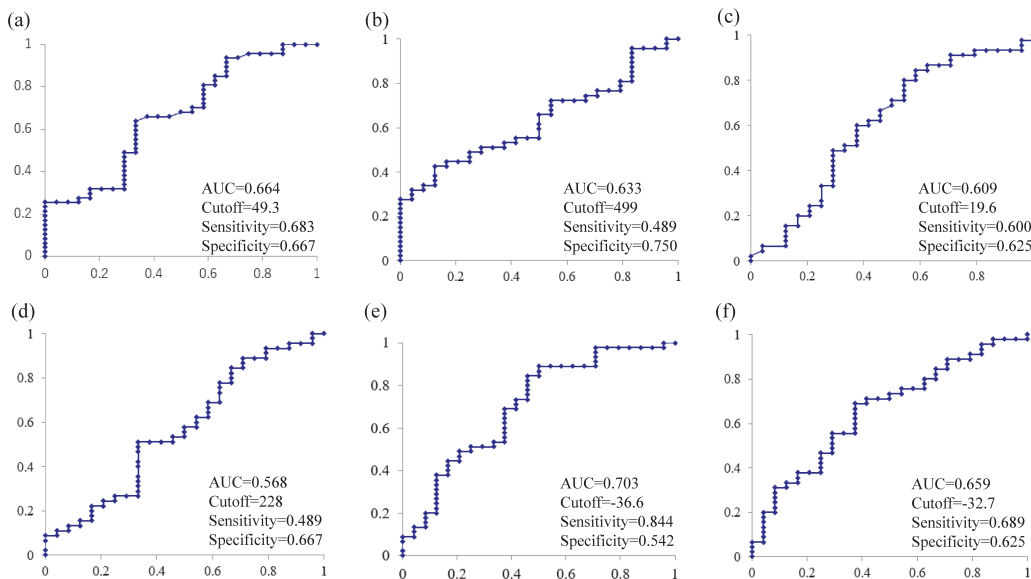 (a)
1
0.8
0.6
0.4
0.2
0
0 0.2 0.4 0.6 0.8 1
AUC=0.664
Cutoff=49.3
Sensitivity=0.683
Specificity=0.667
(b)
1
0.8
0.6
0.4
0.2
0
0 0.2 0.4 0.6 0.8 1
AUC=0.633
Cutoff=499
Sensitivity=0.489
Specificity=0.750
(c)
1
0.8
0.6
0.4
0.2
0
0 0.2 0.4 0.6 0.8
AUC=0.609
Cutoff=19.6
Sensitivity=0.600
Specificity=0.625
(d)
1
0.8
0.6
0.4
0.2
0
0 0.2 0.4 0.6 0.8 1
AUC=0.568
Cutoff=228
Sensitivity=0.489
Specificity=0.667
(e)
1
0.8
0.6
0.4
0.2
0
0 0.2 0.4 0.6 0.8 1
AUC=0.703
Cutoff=-36.6
Sensitivity=0.844
Specificity=0.542
(f)
1
0.8
0.6
0.4
0.2
0
0 0.2 0.4 0.6 0.8 1
AUC=0.659
Cutoff=-32.7
Sensitivity=0.689
Specificity=0.625